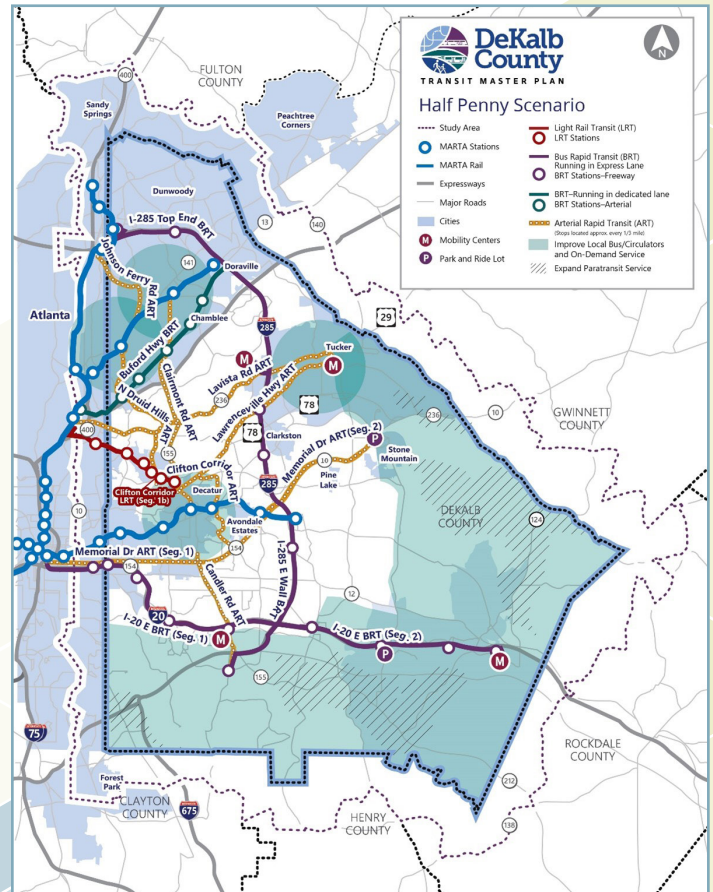 DeKalb
County
TRANSIT MASTER PLAN
Half Penny Scenario
Study Area
MARTA Stations
MARTA Rail
Expressways
Major Roads
Cities
M Mobility Centers
P Park and Ride Lot
Light Rail Transit (LRT)
LRT Stations
Bus Rapid Transit (BRT)
Running in Express Lane
BRT Stations–Freeway
BRT–Running in dedicated lane
BRT Stations–Arterial
Arterial Rapid Transit (ART)
(Stops located approx. every 1/3 mile)
Improve Local Bus/Circulators
and On-Demand Service
Expand Paratransit Service
FULTON
COUNTY
400
Sandy
Springs
Peachtree
Corners
Dunwoody
I-285 Top End BRT
13
140
141
Johnson Ferry
Rd ART
Doraville
Atlanta
Chamblee
285
29
Buford Hwy BRT
Tucker
M
M
Lavista Rd ART
236
Clairmont Rd ART
Lawrenceville Hwy ART
N Druid Hills ART
78
78
236
10
GWINNETT
COUNTY
400
155
Clarkston
Memorial Dr ART (Seg. 2)
P
Stone
Mountain
Clifton Corridor ART
10
Pine
Lake
285
Clifton Corridor
LRT (Seg. 1b)
Decatur
DEKALB
COUNTY
124
10
Avondale
Estates
154
Memorial Dr ART (Seg. 1)
154
I-285 E Wall BRT
Candler Rd ART
12
20
I-20 E BRT (Seg. 1)
M
I-20 E BRT (Seg. 2)
P
M
155
75
ROCKDALE
COUNTY
Forest
Park
212
CLAYTON
COUNTY
675
HENRY
COUNTY
138